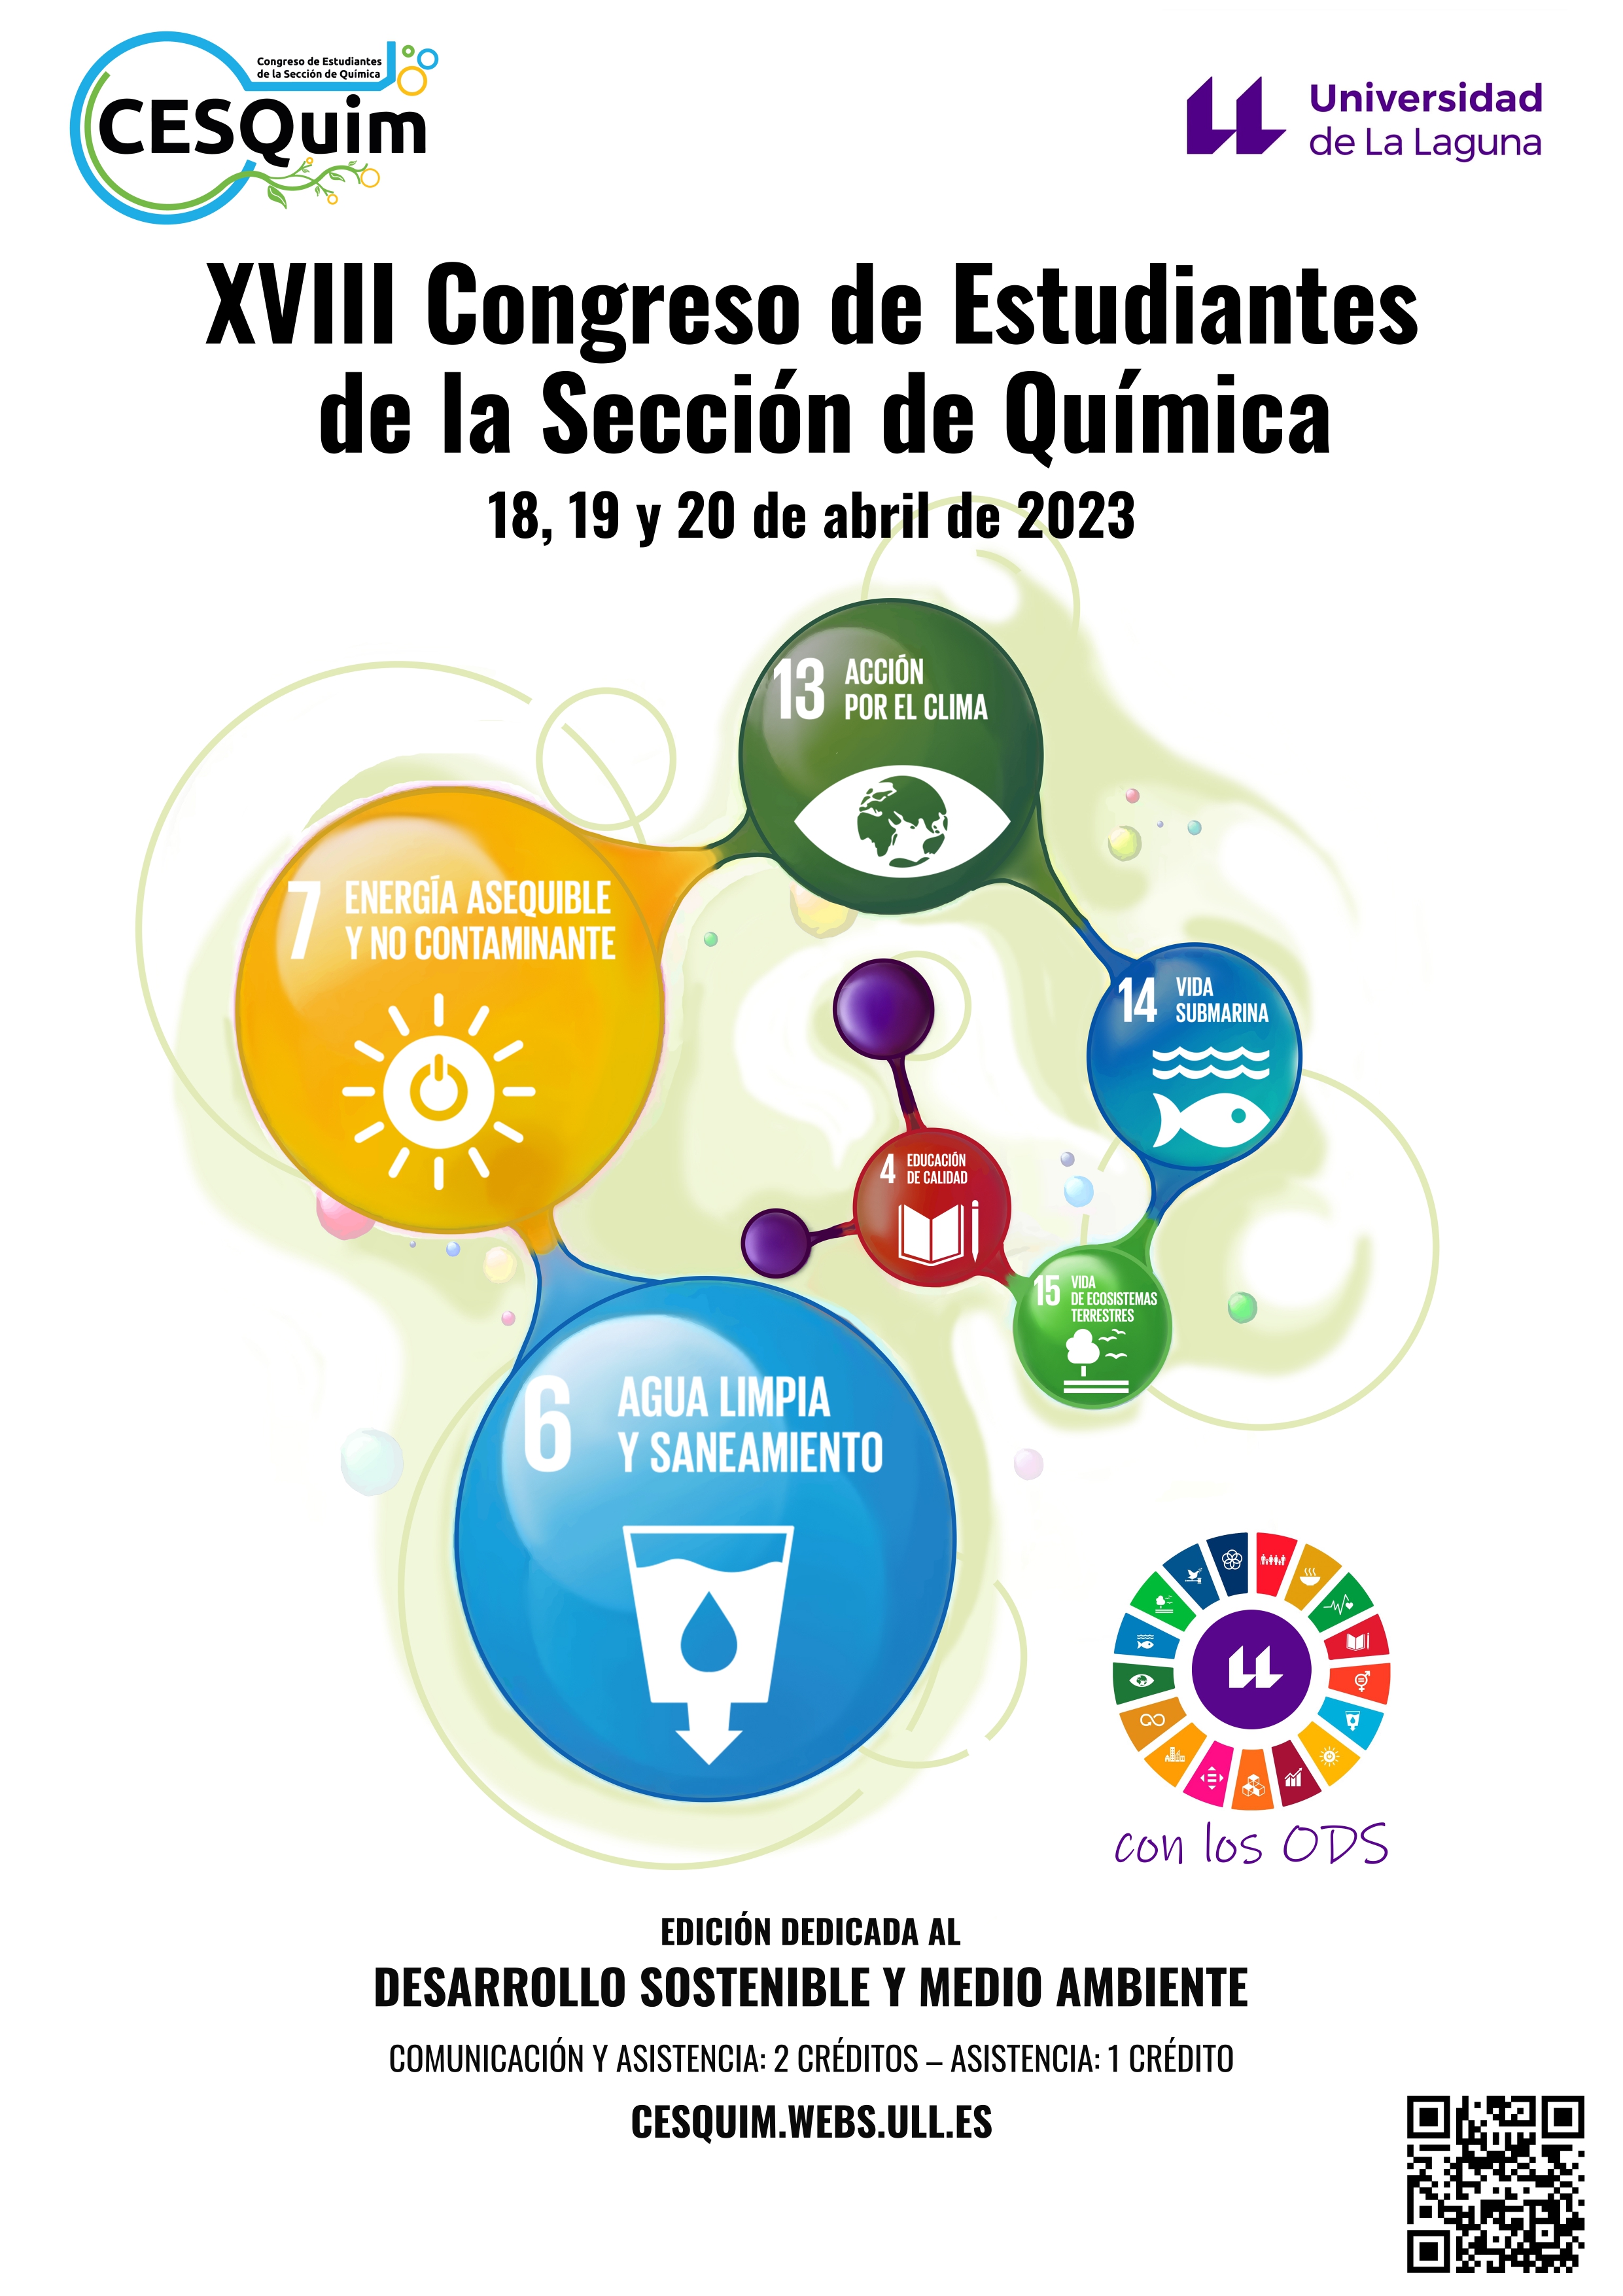 Congreso de Estudiantes
de la Sección de Química
CESQuim
Universidad
de La Laguna
XVIII Congreso de Estudiantes
de la Sección de Química
18, 19 y 20 de abril de 2023
13 ACCIÓN
POR EL CLIMA
7 ENERGÍA ASEQUIBLE
Y NO CONTAMINANTE
14 VIDA
SUBMARINA
4 EDUCACIÓN
DE CALIDAD
15 VIDA
DE ECOSISTEMAS
TERRESTRES
6 AGUA LIMPIA
Y SANEAMIENTO
con los ODS
EDICIÓN DEDICADA AL
DESARROLLO SOSTENIBLE Y MEDIO AMBIENTE
COMUNICACIÓN Y ASISTENCIA: 2 CRÉDITOS – ASISTENCIA: 1 CRÉDITO
CESQUIM.WEBS.ULL.ES